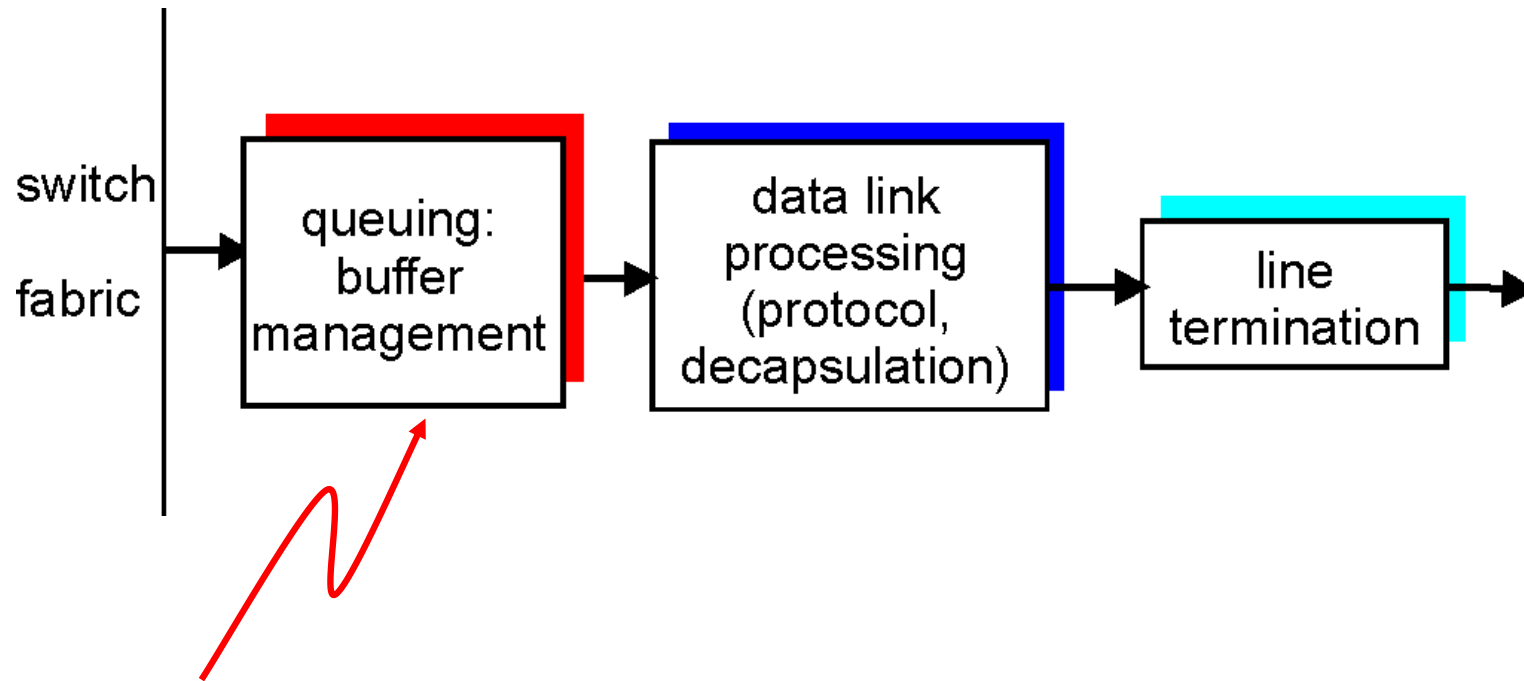 switch
fabric
queuing:
buffer
management
data link
processing
(protocol,
decapsulation)
line
termination